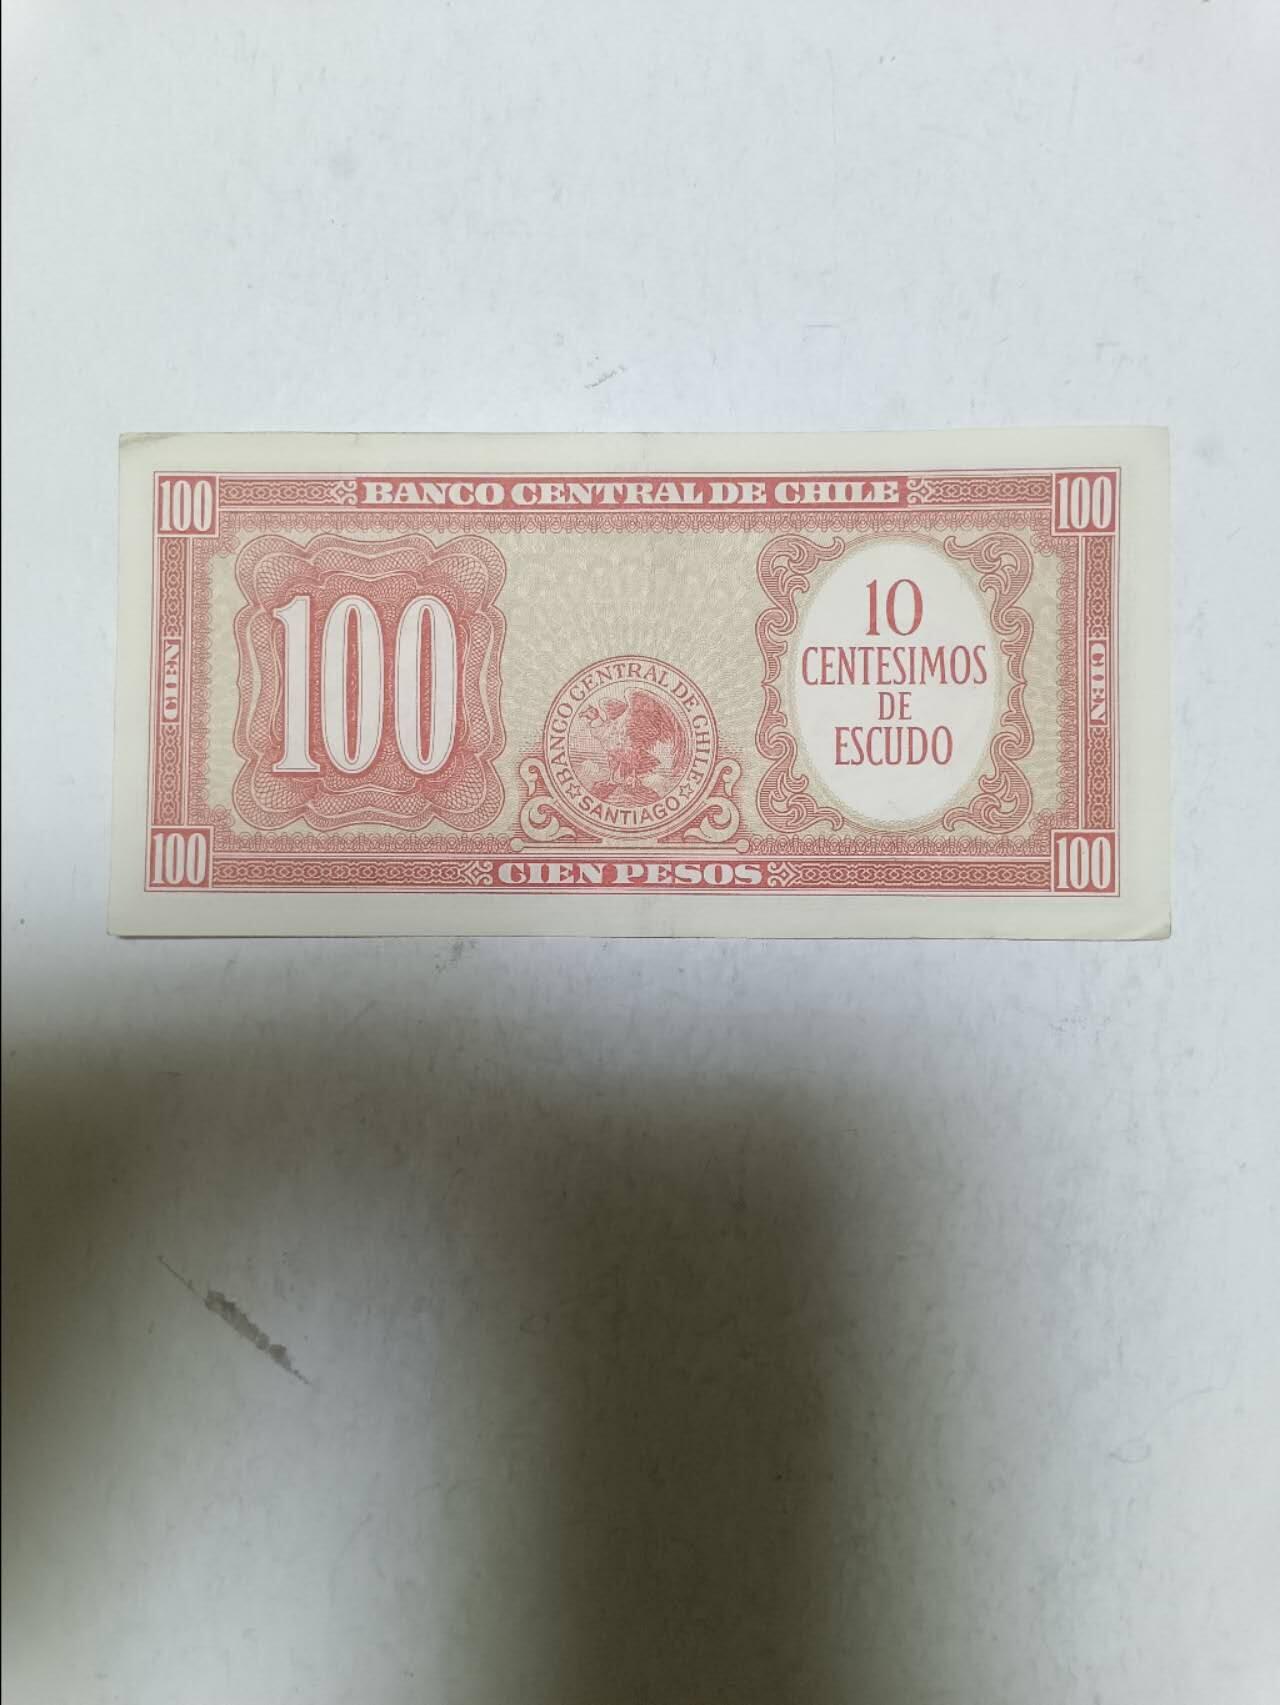 100 BANCO CENTRAL DE CHILE 100
CIEN
100
10
CENTESIMOS
DE
ESCUDO
CIEN
BANCO CENTRAL DE CHILE
SANTIAGO
100 CIEN PESOS 100